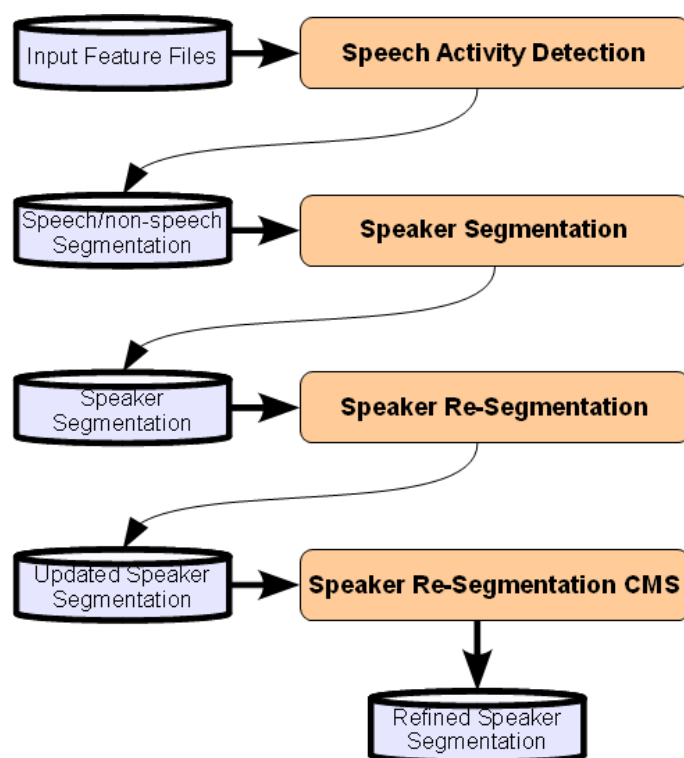 Input Feature Files
Speech Activity Detection
Speech/non-speech
Segmentation
Speaker Segmentation
Speaker
Segmentation
Speaker Re-Segmentation
Updated Speaker
Segmentation
Speaker Re-Segmentation CMS
Refined Speaker
Segmentation